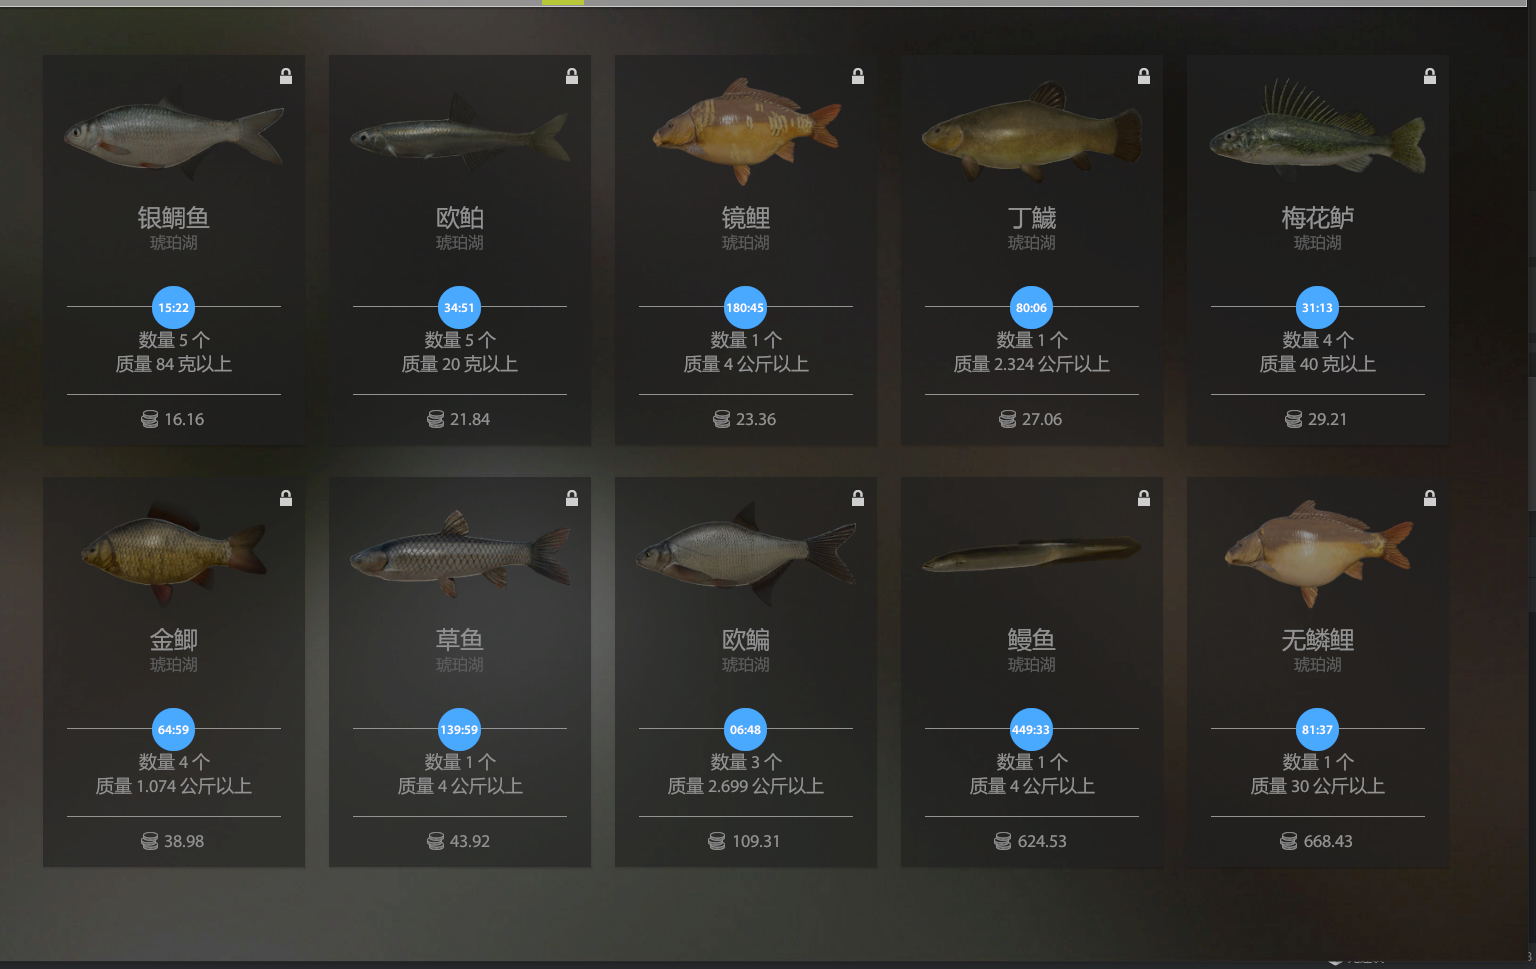 银鲷鱼
琥珀湖
15:22
数量 5 个
质量 84 克以上
16.16
欧鲌
琥珀湖
34:51
数量 5 个
质量 20 克以上
21.84
镜鲤
琥珀湖
180:45
数量 1 个
质量 4 公斤以上
23.36
丁鱥
琥珀湖
80:06
数量 1 个
质量 2.324 公斤以上
27.06
梅花鲈
琥珀湖
31:13
数量 4 个
质量 40 克以上
29.21
金鲫
琥珀湖
64:59
数量 4 个
质量 1.074 公斤以上
38.98
草鱼
琥珀湖
139:59
数量 1 个
质量 4 公斤以上
43.92
欧鳊
琥珀湖
06:48
数量 3 个
质量 2.699 公斤以上
109.31
鳗鱼
琥珀湖
449:33
数量 1 个
质量 4 公斤以上
624.53
无鳞鲤
琥珀湖
81:37
数量 1 个
质量 30 公斤以上
668.43